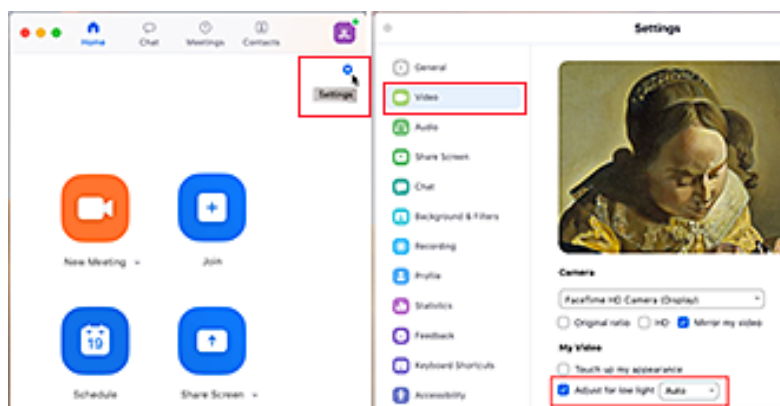 Home
Chat
Meetings
Contacts
Settings
New Meeting
Join
19
Schedule
Share Screen
Settings
General
Video
Audio
Share Screen
Chat
Background & Filters
Recording
Profile
Statistics
Feedback
Keyboard Shortcuts
Accessibility
Camera
FaceTime HD Camera (Display)
Original ratio HD Mirror my video
My Video
Touch up my appearance
Adjust for low light Auto